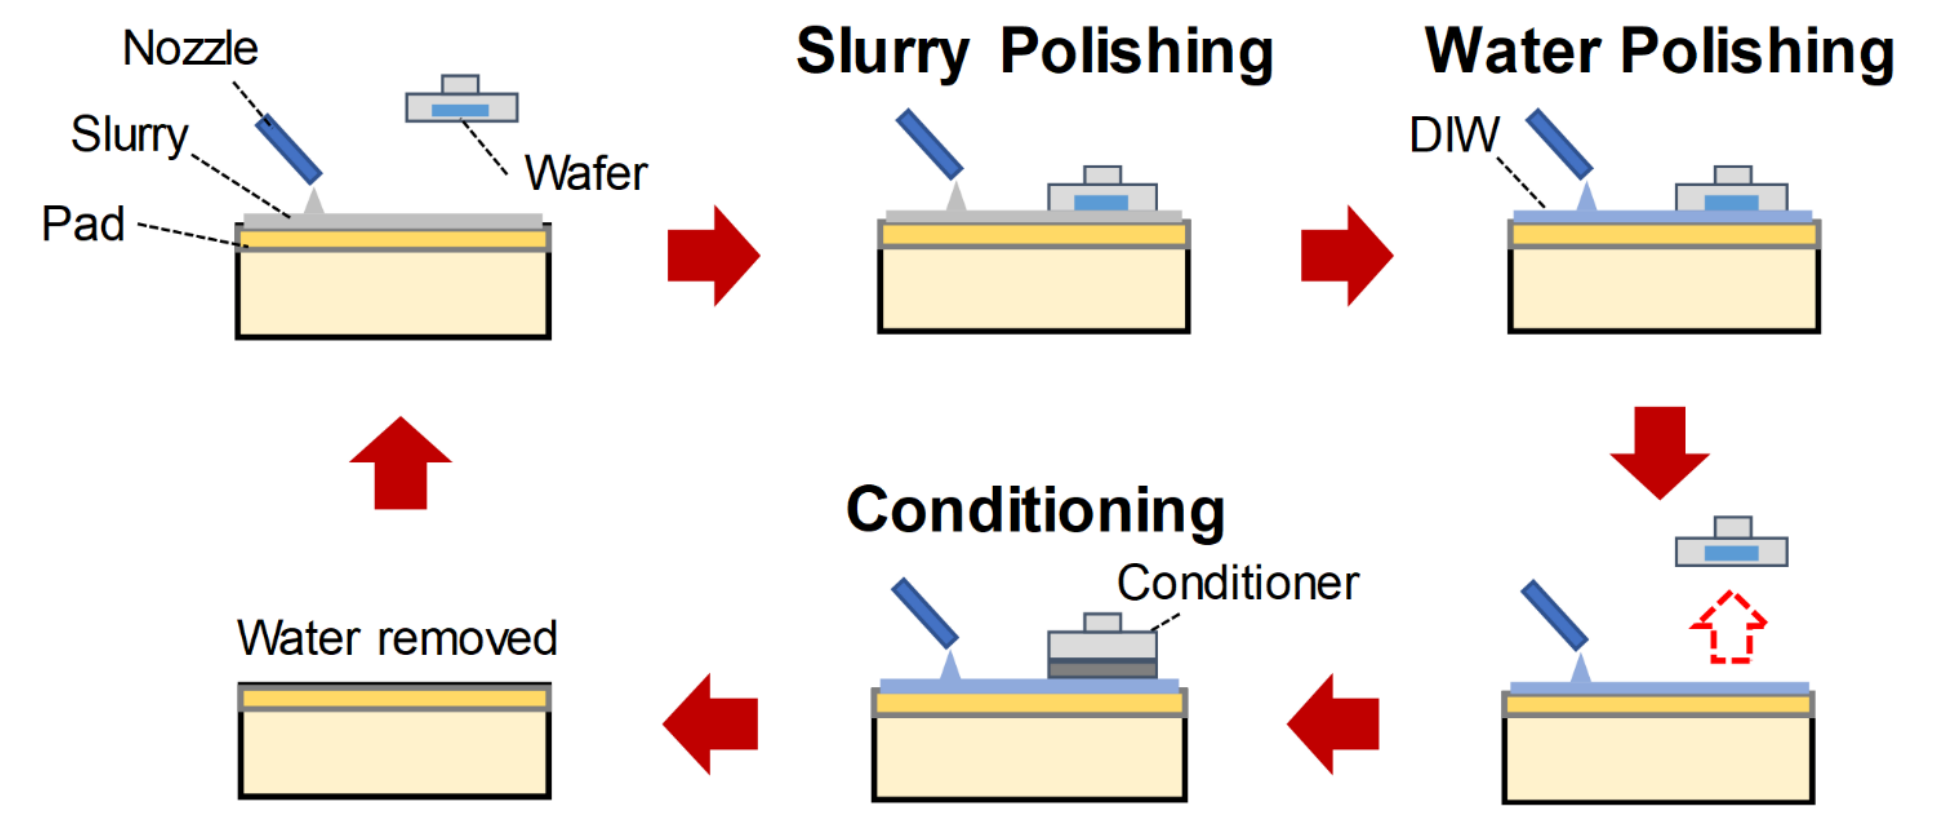 Nozzle
Slurry
Pad
Wafer
Slurry Polishing
Water Polishing
DIW
Conditioning
Conditioner
Water removed